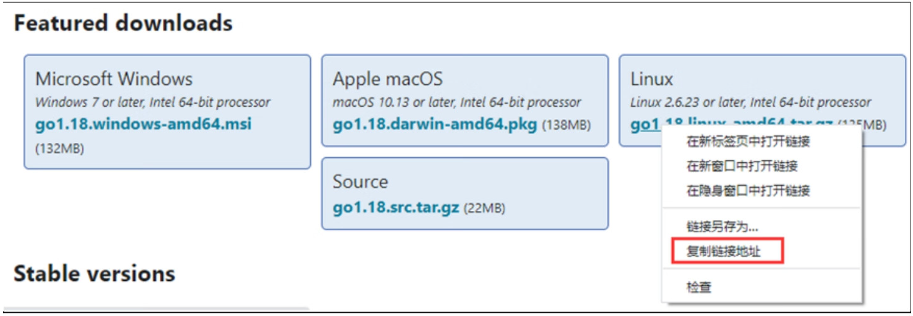 Featured downloads
Microsoft Windows
Windows 7 or later, Intel 64-bit processor
go1.18.windows-amd64.msi
(132MB)
Apple macOS
macOS 10.13 or later, Intel 64-bit processor
go1.18.darwin-amd64.pkg (138MB)
Linux
Linux 2.6.23 or later, Intel 64-bit processor
go1.18.linux-amd64.tar.gz (135MB)
Source
go1.18.src.tar.gz (22MB)
在新标签页中打开链接
在新窗口中打开链接
在隐身窗口中打开链接
链接另存为...
复制链接地址
检查
Stable versions